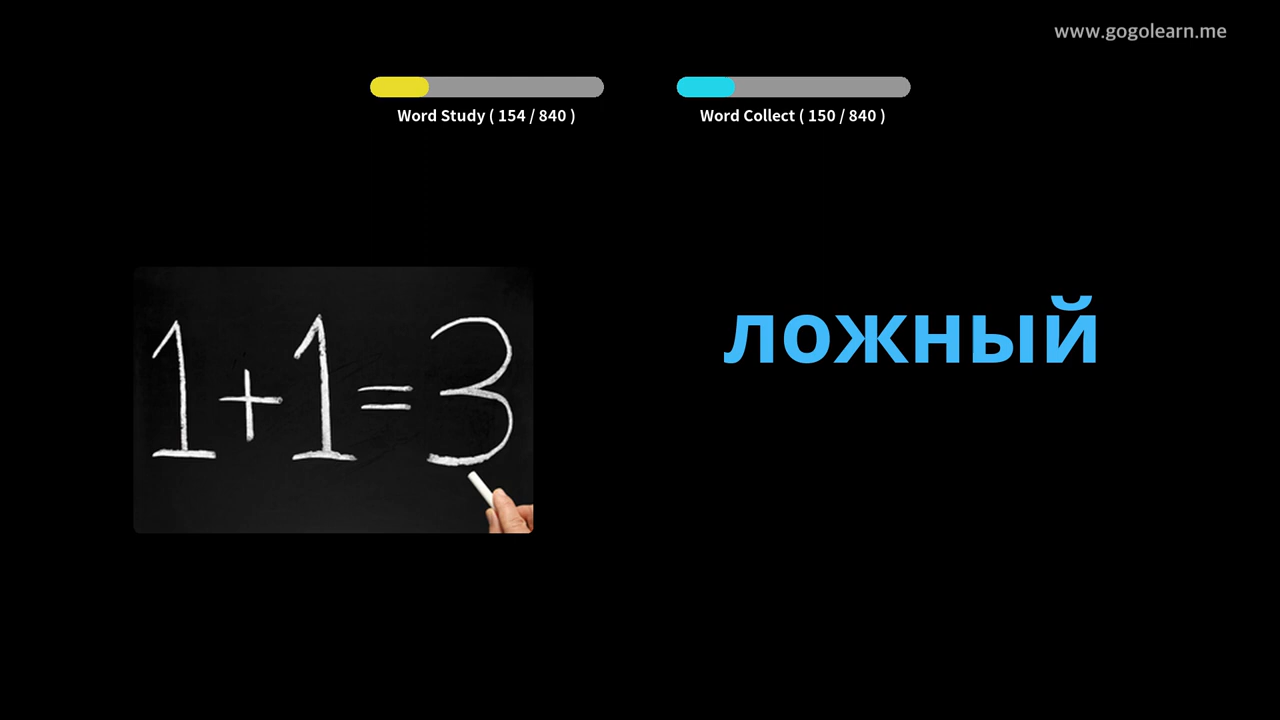 www.gogolearn.me
Word Study ( 154 / 840 )
Word Collect ( 150 / 840 )
1+1=3
ложный